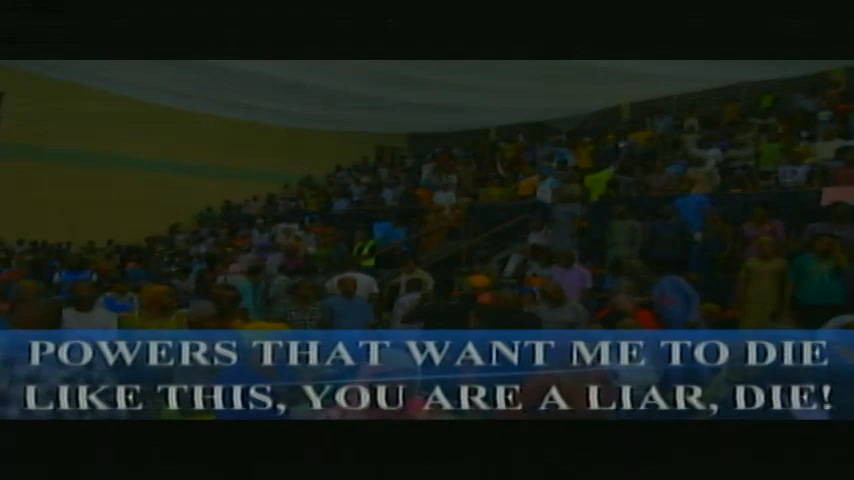 POWERS THAT WANT ME TO DIE
LIKE THIS, YOU ARE A LIAR, DIE!